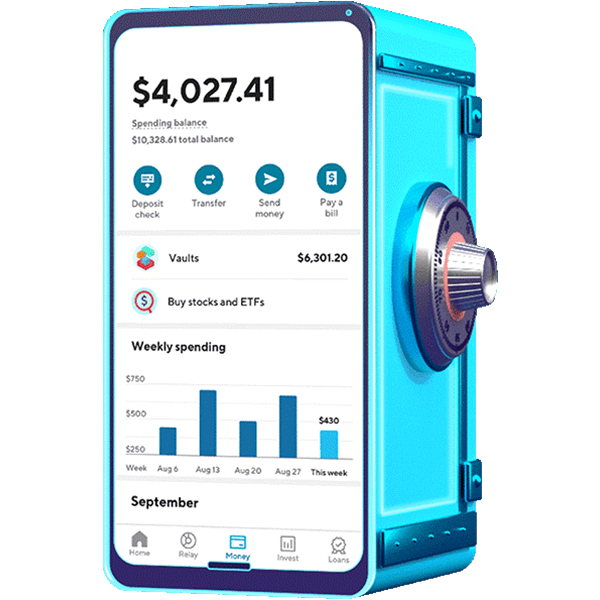 $4,027.41
Spending balance
$10,328.61 total balance
Deposit check
Transfer
Send money
Pay a bill
Vaults $6,301.20
Buy stocks and ETFs
Weekly spending
$750
$500
$430
$250
Week Aug 6 Aug 13 Aug 20 Aug 27 This week
September
Home Relay Money Invest Loans